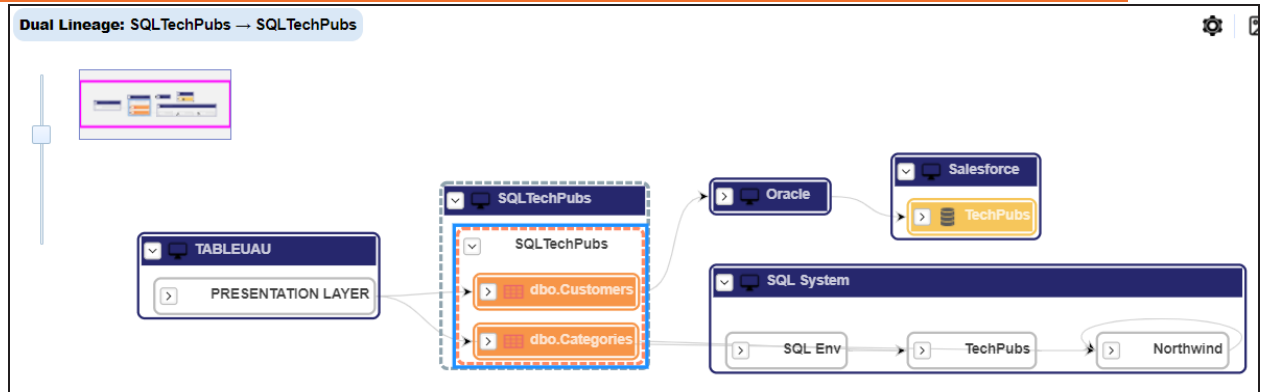 Dual Lineage: SQLTechPubs → SQLTechPubs
Salesforce
TechPubs
Oracle
SQLTechPubs
SQLTechPubs
TABLEUAU
PRESENTATION LAYER
dbo.Customers
dbo.Categories
SQL System
SQL Env
TechPubs
Northwind